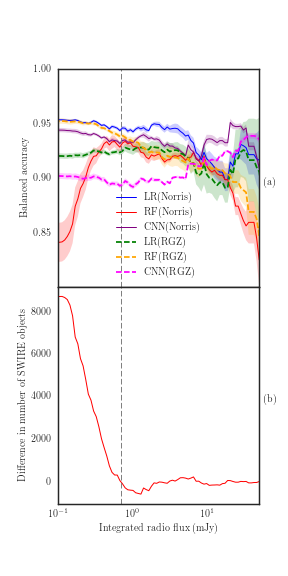 1.00
0.95
0.90
0.85
Balanced accuracy
LR(Norris)
RF(Norris)
CNN(Norris)
LR(RGZ)
RF(RGZ)
CNN(RGZ)
(a)
8000
6000
4000
2000
0
Difference in number of SWIRE objects
(b)
10⁻¹ 10⁰ 10¹
Integrated radio flux (mJy)